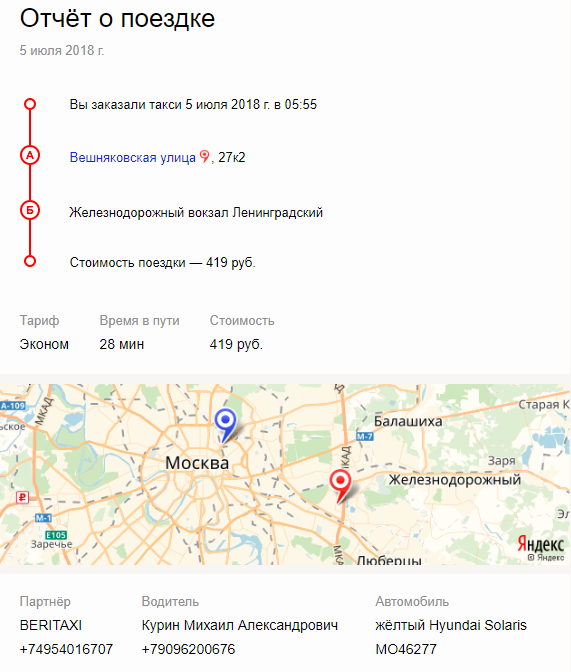 Отчёт о поездке
5 июля 2018 г.
Вы заказали такси 5 июля 2018 г. в 05:55
А
Вешняковская улица, 27к2
Б
Железнодорожный вокзал Ленинградский
Стоимость поездки — 419 руб.
Тариф Время в пути Стоимость
Эконом 28 мин 419 руб.
А-109
МКАД
Старая К
Балашиха
М-7
ьское
Москва
МКАД
Заря
Железнодорожный
₽
М-1
Эл
Е105
Заречье
МК
Люберцы
Яндекс
© Яндекс
Партнёр Водитель Автомобиль
BERITAXI Курин Михаил Александрович жёлтый Hyundai Solaris
+74954016707 +79096200676 МО46277